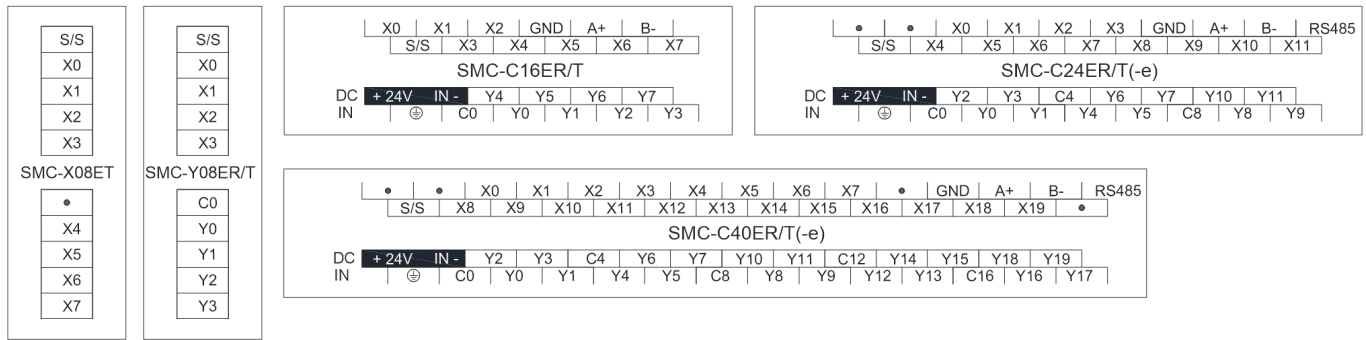 S/S
X0
X1
X2
X3
SMC-X08ET
•
X4
X5
X6
X7
S/S
X0
X1
X2
X3
SMC-Y08ER/T
C0
Y0
Y1
Y2
Y3
X0 X1 X2 GND A+ B-
S/S X3 X4 X5 X6 X7
SMC-C16ER/T
DC + 24V IN - Y4 Y5 Y6 Y7
IN ⏚ C0 Y0 Y1 Y2 Y3
• • X0 X1 X2 X3 GND A+ B- RS485
S/S X4 X5 X6 X7 X8 X9 X10 X11
SMC-C24ER/T(-e)
DC + 24V IN - Y2 Y3 C4 Y6 Y7 Y10 Y11
IN ⏚ C0 Y0 Y1 Y4 Y5 C8 Y8 Y9
• • X0 X1 X2 X3 X4 X5 X6 X7 • GND A+ B- RS485
S/S X8 X9 X10 X11 X12 X13 X14 X15 X16 X17 X18 X19 •
SMC-C40ER/T(-e)
DC + 24V IN - Y2 Y3 C4 Y6 Y7 Y10 Y11 C12 Y14 Y15 Y18 Y19
IN ⏚ C0 Y0 Y1 Y4 Y5 C8 Y8 Y9 Y12 Y13 C16 Y16 Y17